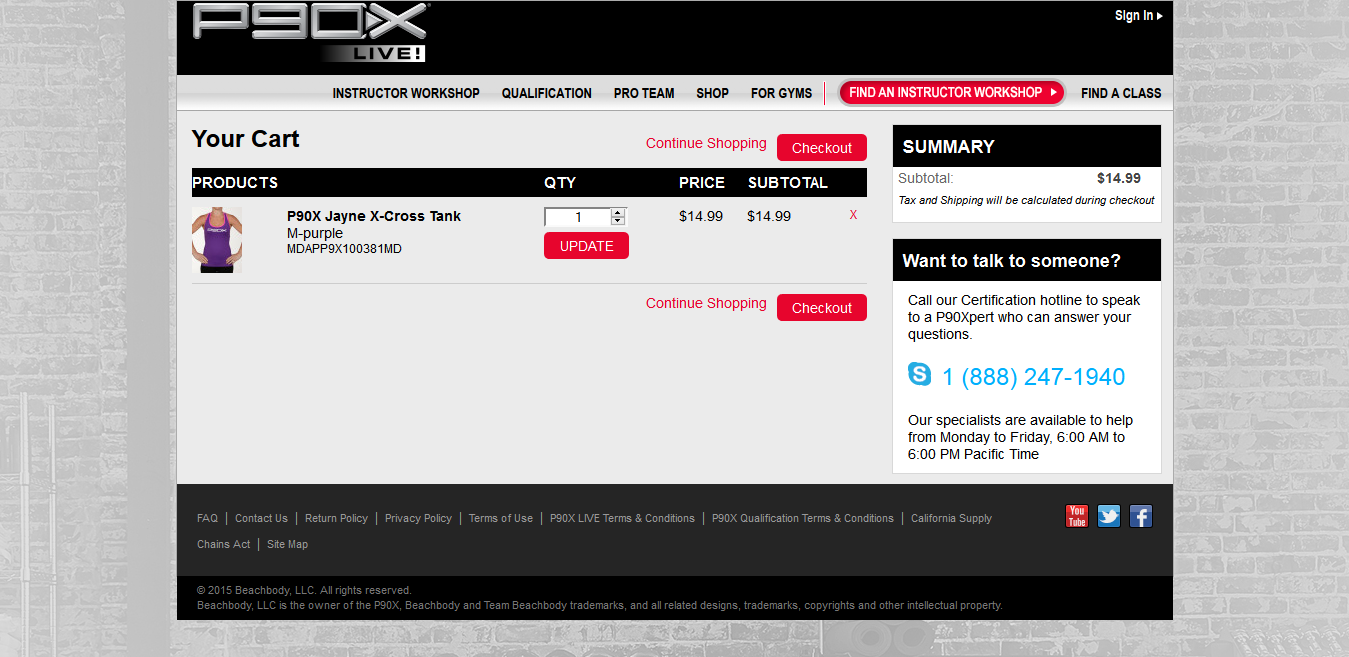 P90X
LIVE!
Sign In
INSTRUCTOR WORKSHOP QUALIFICATION PRO TEAM SHOP FOR GYMS FIND AN INSTRUCTOR WORKSHOP FIND A CLASS
Your Cart
Continue Shopping Checkout
PRODUCTS QTY PRICE SUBTOTAL
P90X
P90X Jayne X-Cross Tank 1 $14.99 $14.99 X
M-purple
MDAPP9X100381MD UPDATE
Continue Shopping Checkout
SUMMARY
Subtotal: $14.99
Tax and Shipping will be calculated during checkout
Want to talk to someone?
Call our Certification hotline to speak
to a P90Xpert who can answer your
questions.
1 (888) 247-1940
Our specialists are available to help
from Monday to Friday, 6:00 AM to
6:00 PM Pacific Time
FAQ | Contact Us | Return Policy | Privacy Policy | Terms of Use | P90X LIVE Terms & Conditions | P90X Qualification Terms & Conditions | California Supply
Chains Act | Site Map
You
Tube
© 2015 Beachbody, LLC. All rights reserved.
Beachbody, LLC is the owner of the P90X, Beachbody and Team Beachbody trademarks, and all related designs, trademarks, copyrights and other intellectual property.